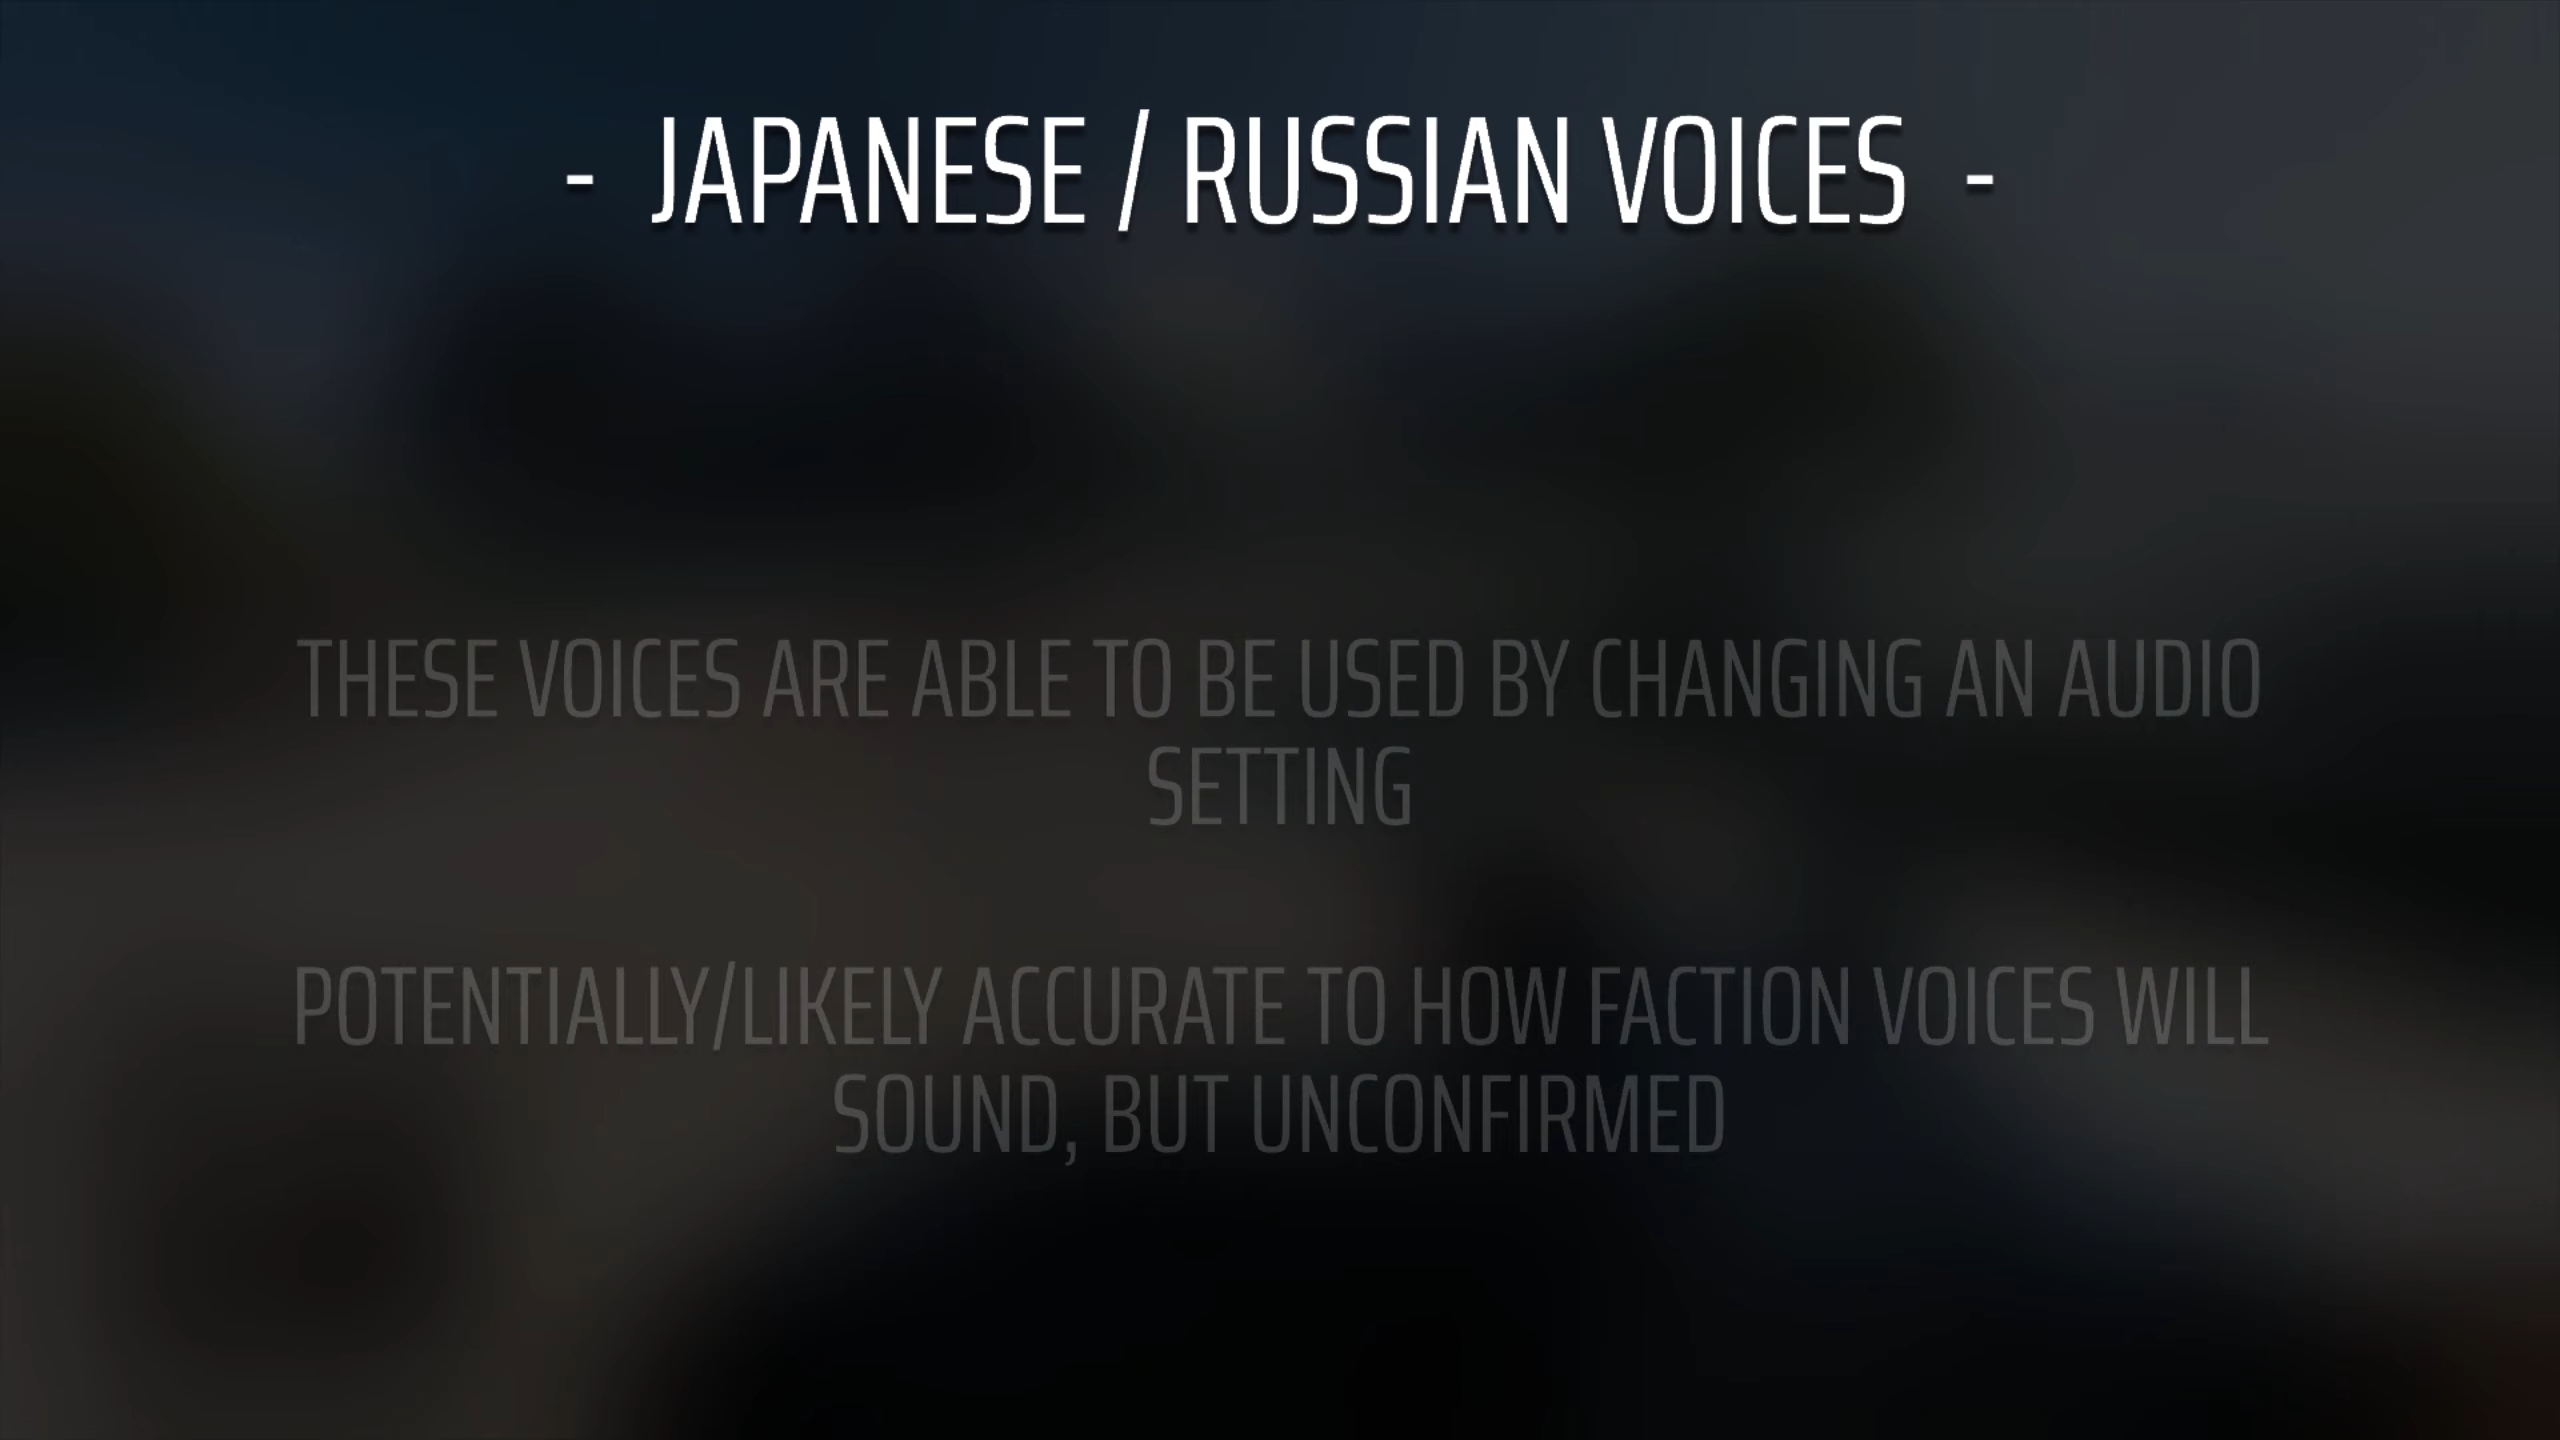 - JAPANESE / RUSSIAN VOICES -
THESE VOICES ARE ABLE TO BE USED BY CHANGING AN AUDIO
SETTING
POTENTIALLY/LIKELY ACCURATE TO HOW FACTION VOICES WILL
SOUND, BUT UNCONFIRMED